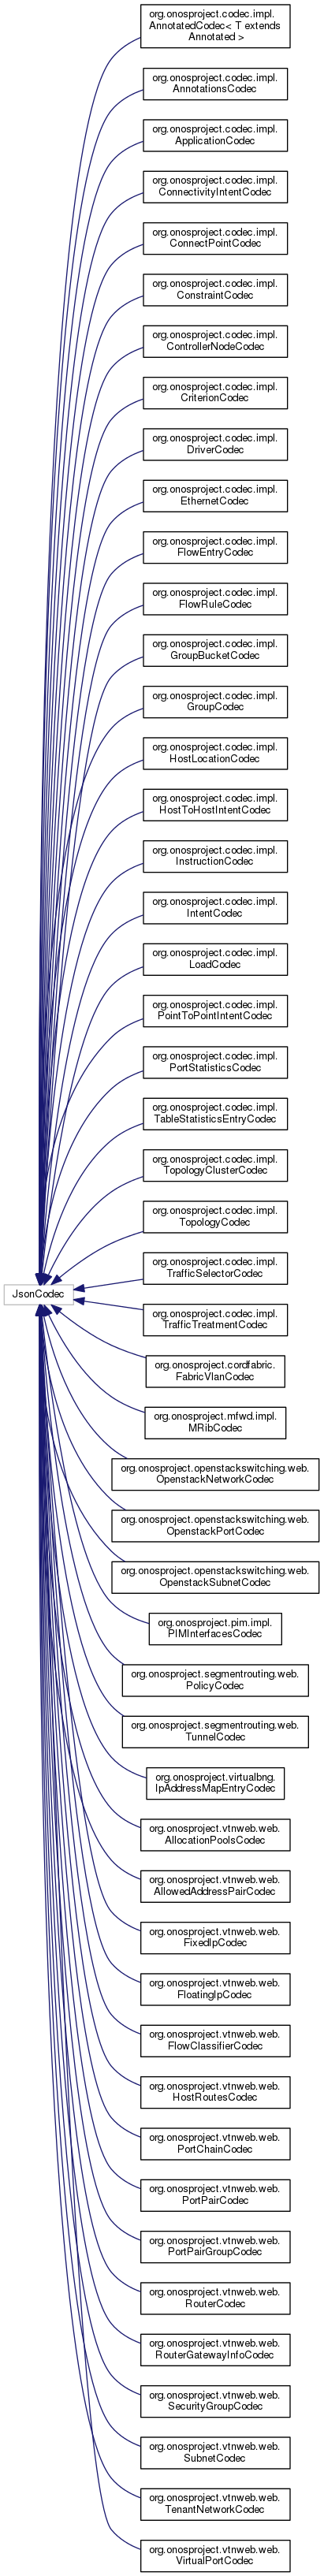 org.onosproject.codec.impl.
AnnotatedCodec< T extends
Annotated >
org.onosproject.codec.impl.
AnnotationsCodec
org.onosproject.codec.impl.
ApplicationCodec
org.onosproject.codec.impl.
ConnectivityIntentCodec
org.onosproject.codec.impl.
ConnectPointCodec
org.onosproject.codec.impl.
ConstraintCodec
org.onosproject.codec.impl.
ControllerNodeCodec
org.onosproject.codec.impl.
CriterionCodec
org.onosproject.codec.impl.
DriverCodec
org.onosproject.codec.impl.
EthernetCodec
org.onosproject.codec.impl.
FlowEntryCodec
org.onosproject.codec.impl.
FlowRuleCodec
org.onosproject.codec.impl.
GroupBucketCodec
org.onosproject.codec.impl.
GroupCodec
org.onosproject.codec.impl.
HostLocationCodec
org.onosproject.codec.impl.
HostToHostIntentCodec
org.onosproject.codec.impl.
InstructionCodec
org.onosproject.codec.impl.
IntentCodec
org.onosproject.codec.impl.
LoadCodec
org.onosproject.codec.impl.
PointToPointIntentCodec
org.onosproject.codec.impl.
PortStatisticsCodec
org.onosproject.codec.impl.
TableStatisticsEntryCodec
org.onosproject.codec.impl.
TopologyClusterCodec
org.onosproject.codec.impl.
TopologyCodec
JsonCodec
org.onosproject.codec.impl.
TrafficSelectorCodec
org.onosproject.codec.impl.
TrafficTreatmentCodec
org.onosproject.cordfabric.
FabricVlanCodec
org.onosproject.mfwd.impl.
MRibCodec
org.onosproject.openstackswitching.web.
OpenstackNetworkCodec
org.onosproject.openstackswitching.web.
OpenstackPortCodec
org.onosproject.openstackswitching.web.
OpenstackSubnetCodec
org.onosproject.pim.impl.
PIMInterfacesCodec
org.onosproject.segmentrouting.web.
PolicyCodec
org.onosproject.segmentrouting.web.
TunnelCodec
org.onosproject.virtualbng.
IpAddressMapEntryCodec
org.onosproject.vtnweb.web.
AllocationPoolsCodec
org.onosproject.vtnweb.web.
AllowedAddressPairCodec
org.onosproject.vtnweb.web.
FixedIpCodec
org.onosproject.vtnweb.web.
FloatingIpCodec
org.onosproject.vtnweb.web.
FlowClassifierCodec
org.onosproject.vtnweb.web.
HostRoutesCodec
org.onosproject.vtnweb.web.
PortChainCodec
org.onosproject.vtnweb.web.
PortPairCodec
org.onosproject.vtnweb.web.
PortPairGroupCodec
org.onosproject.vtnweb.web.
RouterCodec
org.onosproject.vtnweb.web.
RouterGatewayInfoCodec
org.onosproject.vtnweb.web.
SecurityGroupCodec
org.onosproject.vtnweb.web.
SubnetCodec
org.onosproject.vtnweb.web.
TenantNetworkCodec
org.onosproject.vtnweb.web.
VirtualPortCodec